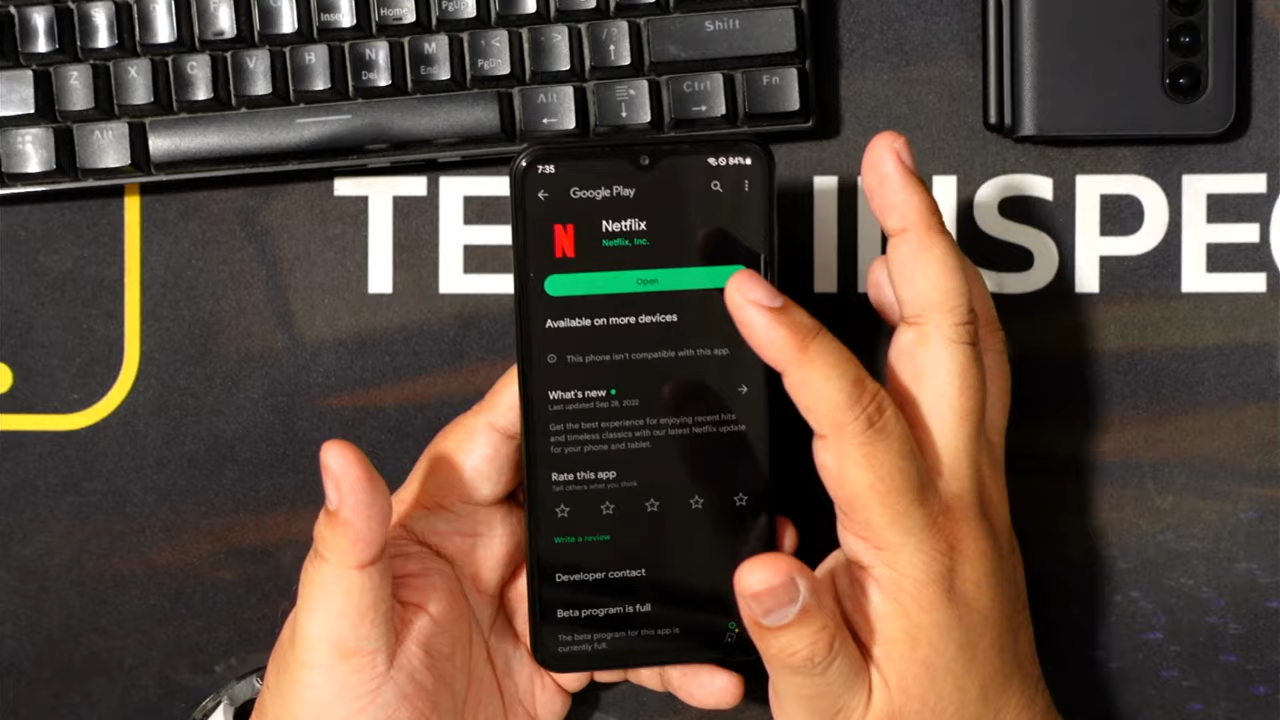 Insert
Home
PgUp
Shift
Z X C V H N M < > ? /
Del End PgDn ↑
Alt Alt Ctrl Fn
← ↓ →
TE INSPEC
7:35 84%
Google Play
N
Netflix
Netflix, Inc.
Open
Available on more devices
This phone isn't compatible with this app.
What's new
Last updated Sep 28, 2022
Get the best experience for enjoying recent hits
and timeless classics with our latest Netflix update
for your phone and tablet.
Rate this app
Tell others what you think
Write a review
Developer contact
Beta program is full
The beta program for this app is
currently full.